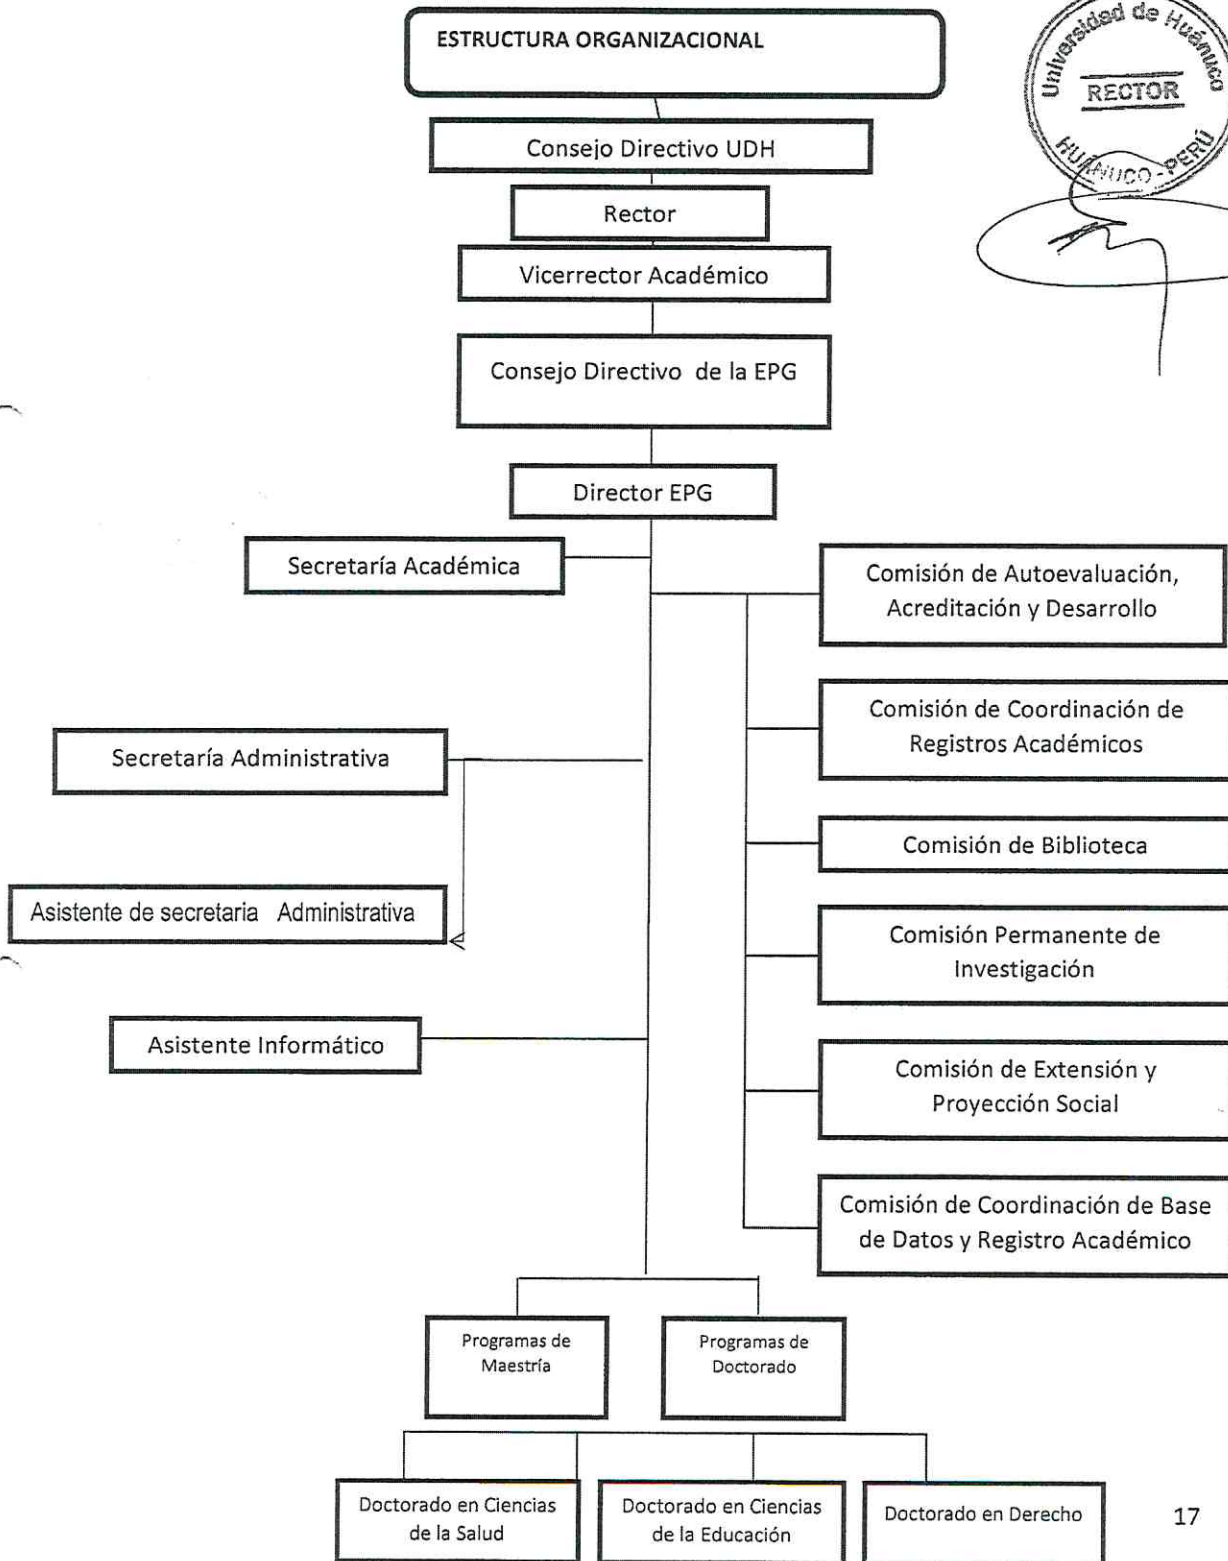 ESTRUCTURA ORGANIZACIONAL
Universidad de Huánuco
RECTOR
HUÁNUCO - PERÚ
Consejo Directivo UDH
Rector
Vicerrector Académico
Consejo Directivo de la EPG
Director EPG
Secretaría Académica
Comisión de Autoevaluación,
Acreditación y Desarrollo
Comisión de Coordinación de
Registros Académicos
Secretaría Administrativa
Comisión de Biblioteca
Asistente de secretaria Administrativa
Comisión Permanente de
Investigación
Asistente Informático
Comisión de Extensión y
Proyección Social
Comisión de Coordinación de Base
de Datos y Registro Académico
Programas de
Maestría
Programas de
Doctorado
Doctorado en Ciencias
de la Salud
Doctorado en Ciencias
de la Educación
Doctorado en Derecho
17